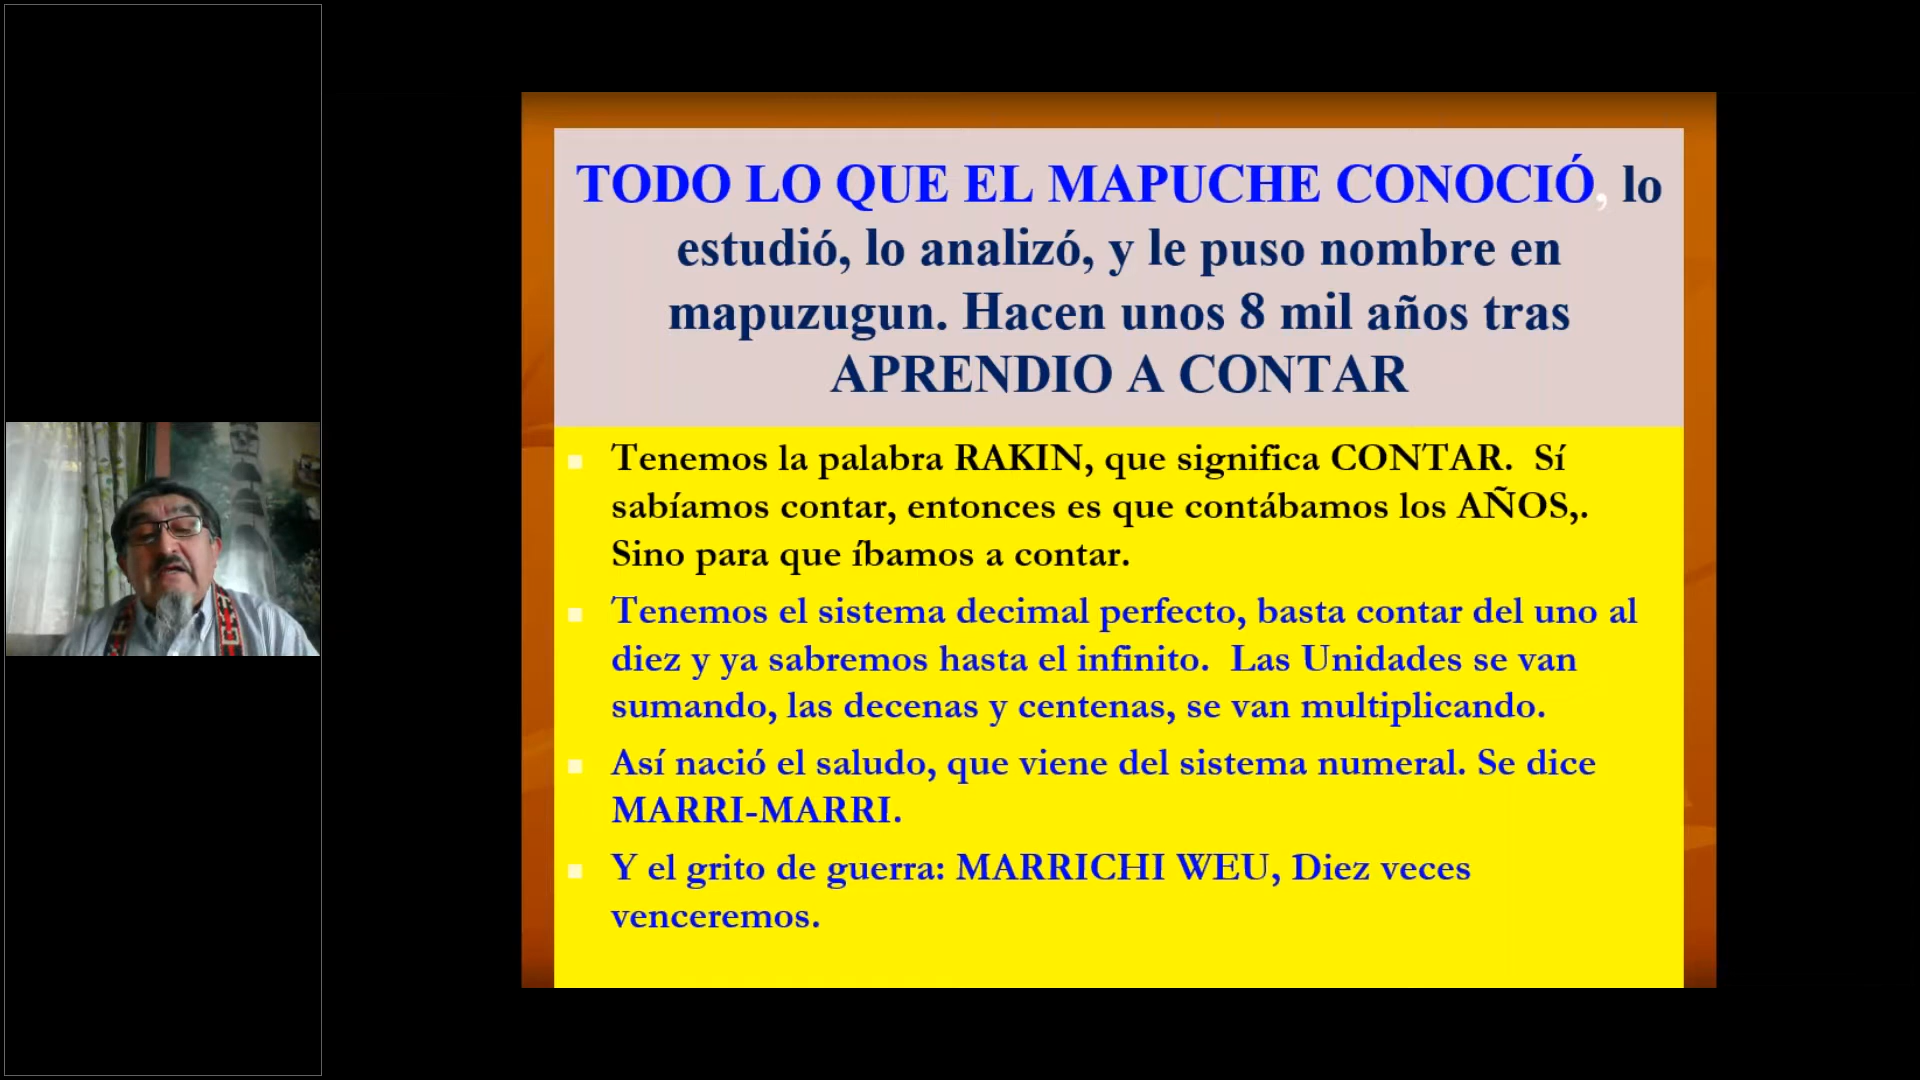 TODO LO QUE EL MAPUCHE CONOCIÓ, lo
estudió, lo analizó, y le puso nombre en
mapuzugun. Hacen unos 8 mil años tras
APRENDIO A CONTAR
Tenemos la palabra RAKIN, que significa CONTAR. Sí
sabíamos contar, entonces es que contábamos los AÑOS,.
Sino para que íbamos a contar.
Tenemos el sistema decimal perfecto, basta contar del uno al
diez y ya sabremos hasta el infinito. Las Unidades se van
sumando, las decenas y centenas, se van multiplicando.
Así nació el saludo, que viene del sistema numeral. Se dice
MARRI-MARRI.
Y el grito de guerra: MARRICHI WEU, Diez veces
venceremos.